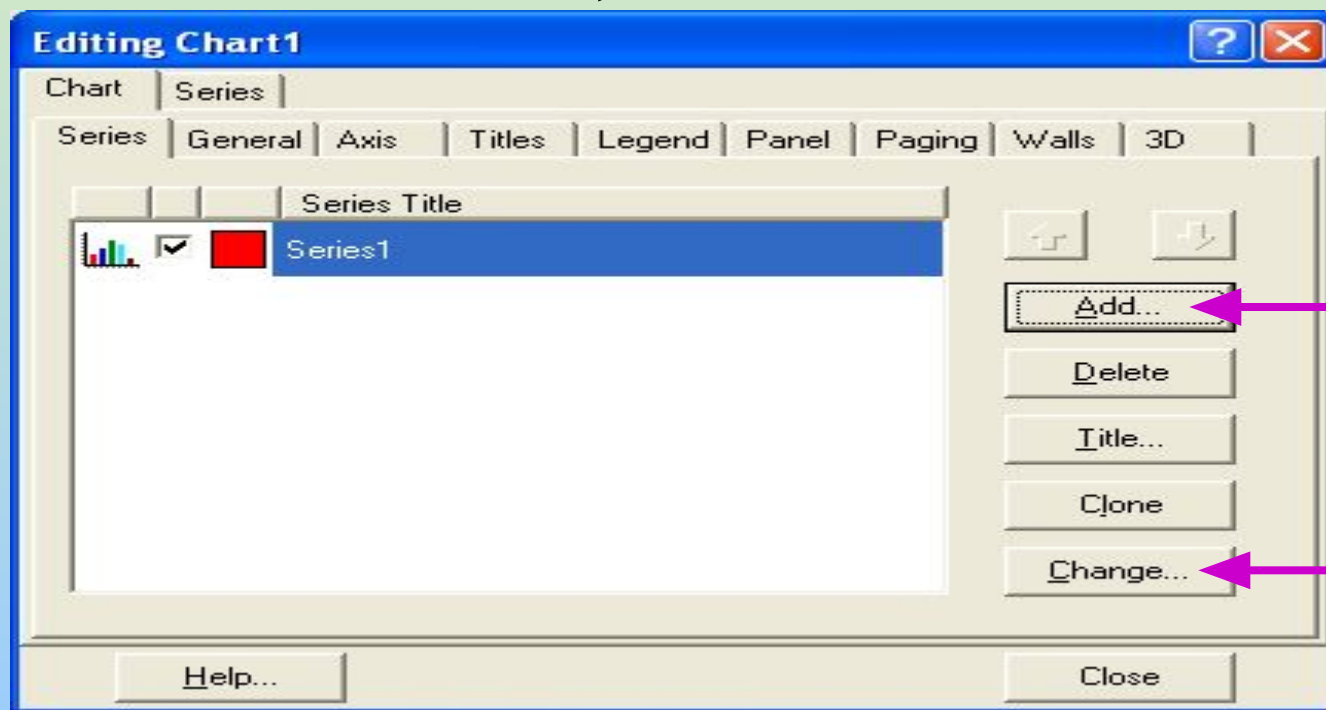 Editing Chart1
Chart Series
Series General Axis Titles Legend Panel Paging Walls 3D
Series Title
Series1
Add...
Delete
Title...
Clone
Change...
Help... Close